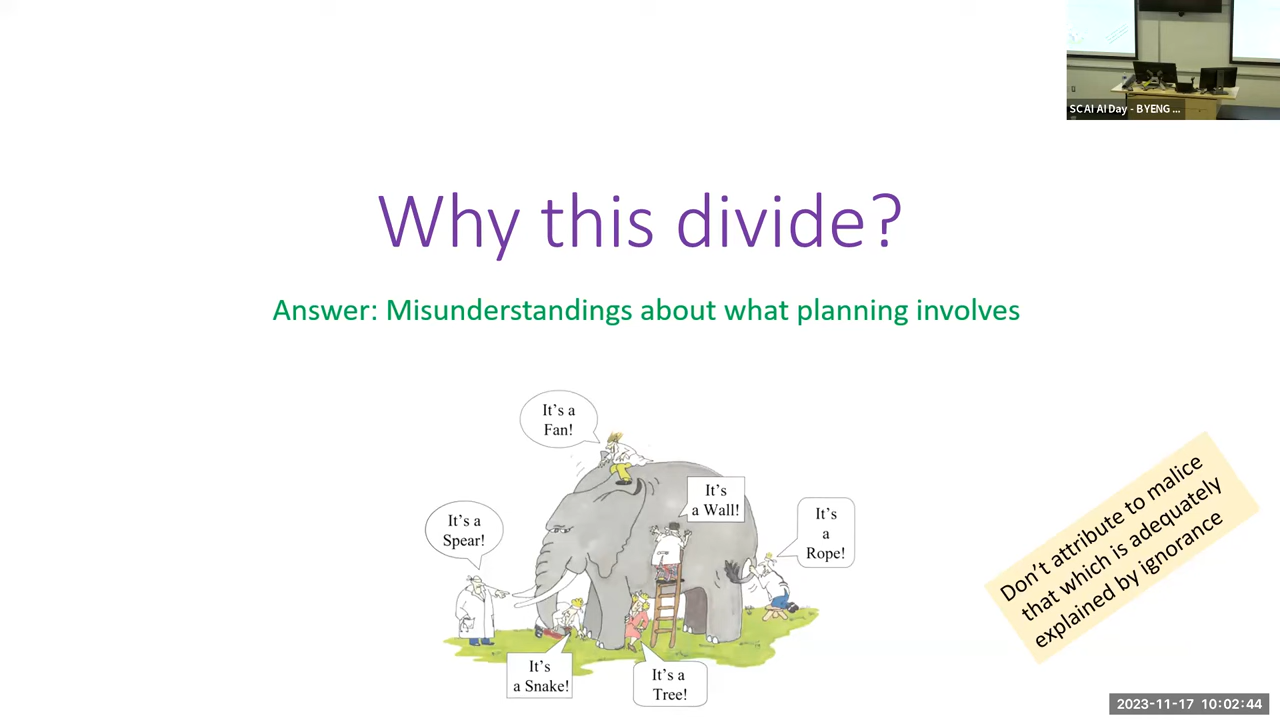 SCAI AI Day - BYENG ...
Why this divide?
Answer: Misunderstandings about what planning involves
It's a
Fan!
It's
a Wall!
It's a
Spear!
It's
a
Rope!
It's
a Snake!
It's a
Tree!
Don't attribute to malice
that which is adequately
explained by ignorance
2023-11-17 10:02:44